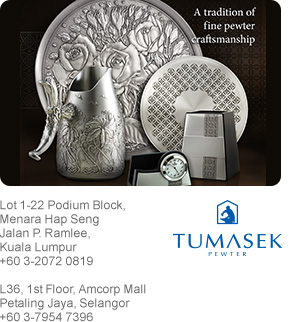 A tradition of
fine pewter
craftsmanship
Lot 1-22 Podium Block,
Menara Hap Seng
Jalan P. Ramlee,
Kuala Lumpur
+60 3-2072 0819
TUMASEK
PEWTER
L36, 1st Floor, Amcorp Mall
Petaling Jaya, Selangor
+60 3-7954 7396